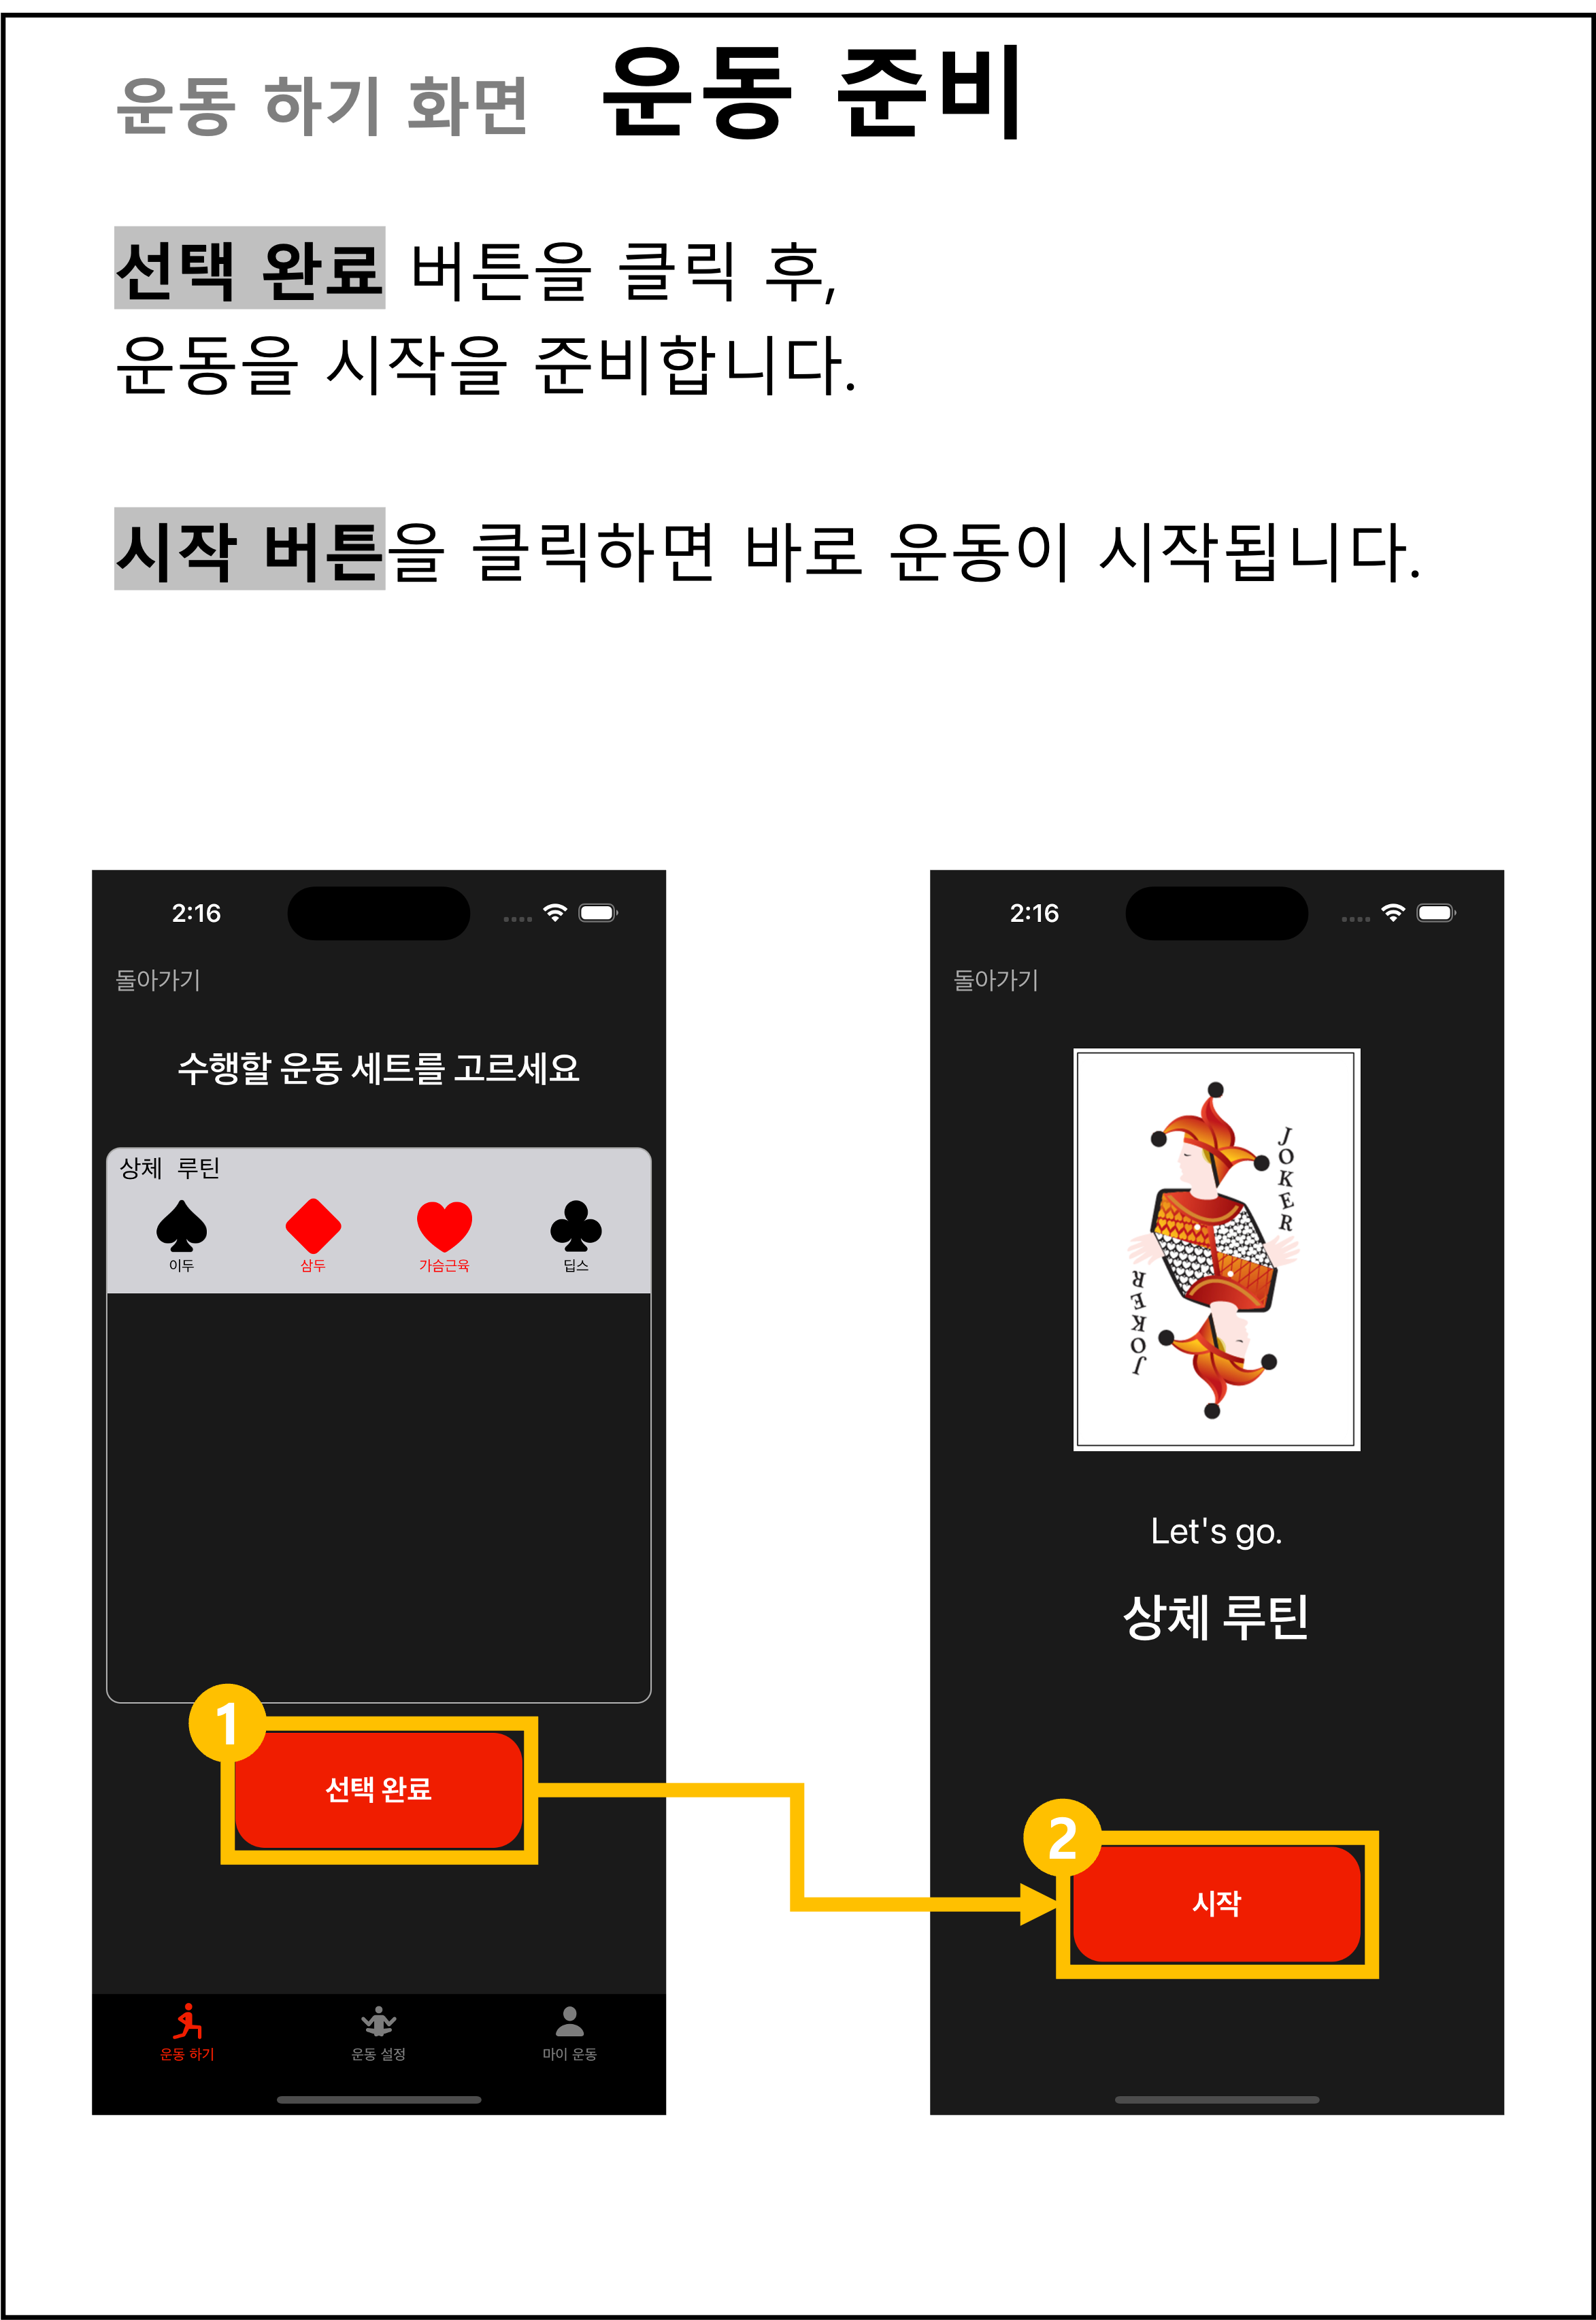 운동 하기 화면 운동 준비
선택 완료 버튼을 클릭 후,
운동을 시작을 준비합니다.
시작 버튼을 클릭하면 바로 운동이 시작됩니다.
2:16
돌아가기
수행할 운동 세트를 고르세요
상체 루틴
이두 삼두 가슴근육 딥스
1
선택 완료
운동 하기 운동 설정 마이 운동
2:16
돌아가기
JOKER
JOKER
Let's go.
상체 루틴
2
시작